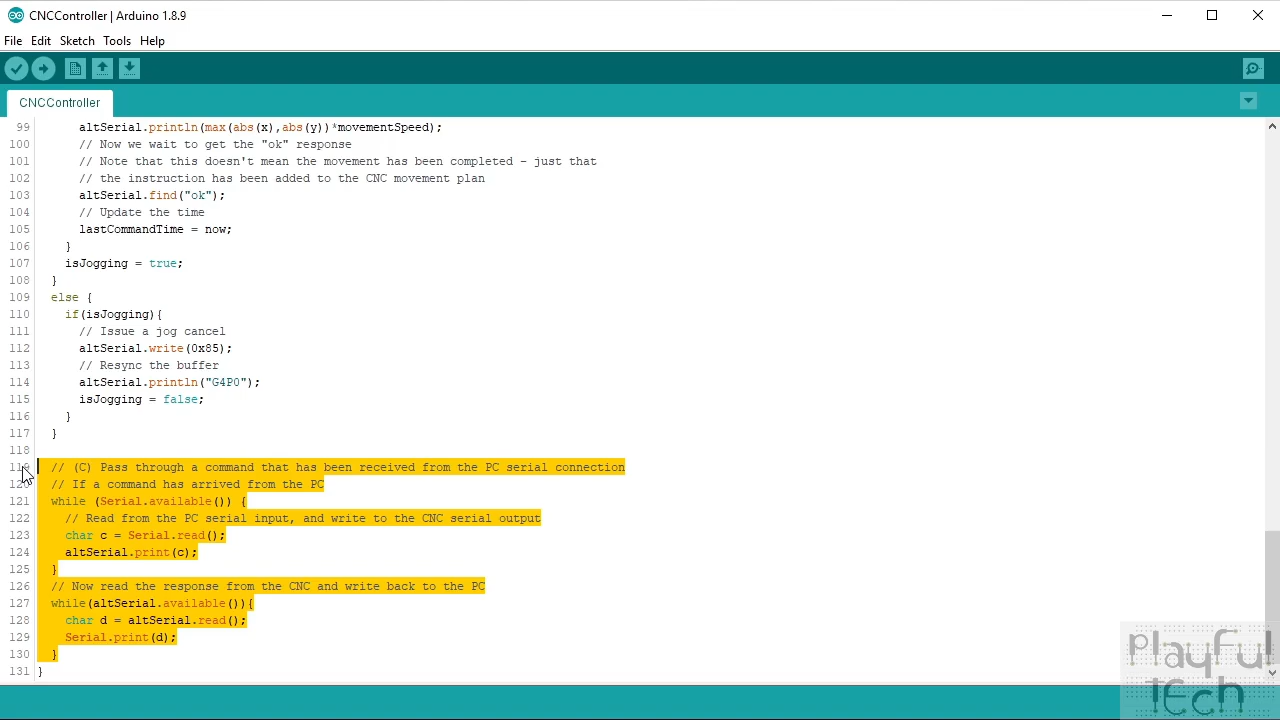 CNCController | Arduino 1.8.9
File Edit Sketch Tools Help
CNCController
99 altSerial.println(max(abs(x),abs(y))*movementSpeed);
100 // Now we wait to get the "ok" response
101 // Note that this doesn't mean the movement has been completed - just that
102 // the instruction has been added to the CNC movement plan
103 altSerial.find("ok");
104 // Update the time
105 lastCommandTime = now;
106 }
107 isJogging = true;
108 }
109 else {
110 if(isJogging){
111 // Issue a jog cancel
112 altSerial.write(0x85);
113 // Resync the buffer
114 altSerial.println("G4P0");
115 isJogging = false;
116 }
117 }
118
119 // (C) Pass through a command that has been received from the PC serial connection
120 // If a command has arrived from the PC
121 while (Serial.available()) {
122 // Read from the PC serial input, and write to the CNC serial output
123 char c = Serial.read();
124 altSerial.print(c);
125 }
126 // Now read the response from the CNC and write back to the PC
127 while(altSerial.available()){
128 char d = altSerial.read();
129 Serial.print(d);
130 }
131 }
playful
tech